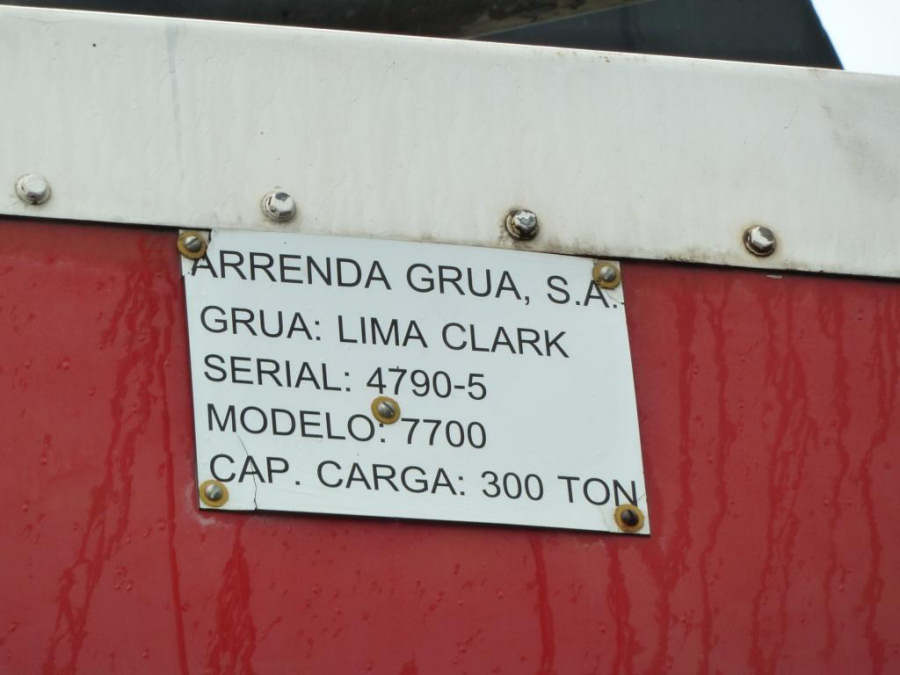 ARRENDA GRUA, S.A.
GRUA: LIMA CLARK
SERIAL: 4790-5
MODELO: 7700
CAP. CARGA: 300 TON